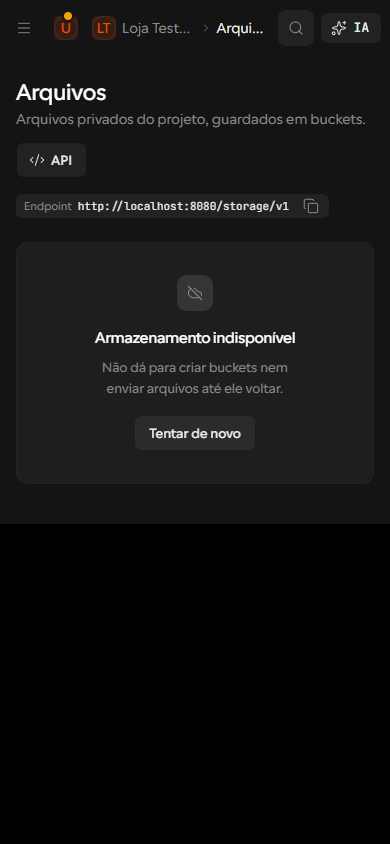 U LT Loja Test... Arqui... IA
Arquivos
Arquivos privados do projeto, guardados em buckets.
</> API
Endpoint http://localhost:8080/storage/v1
Armazenamento indisponível
Não dá para criar buckets nem
enviar arquivos até ele voltar.
Tentar de novo